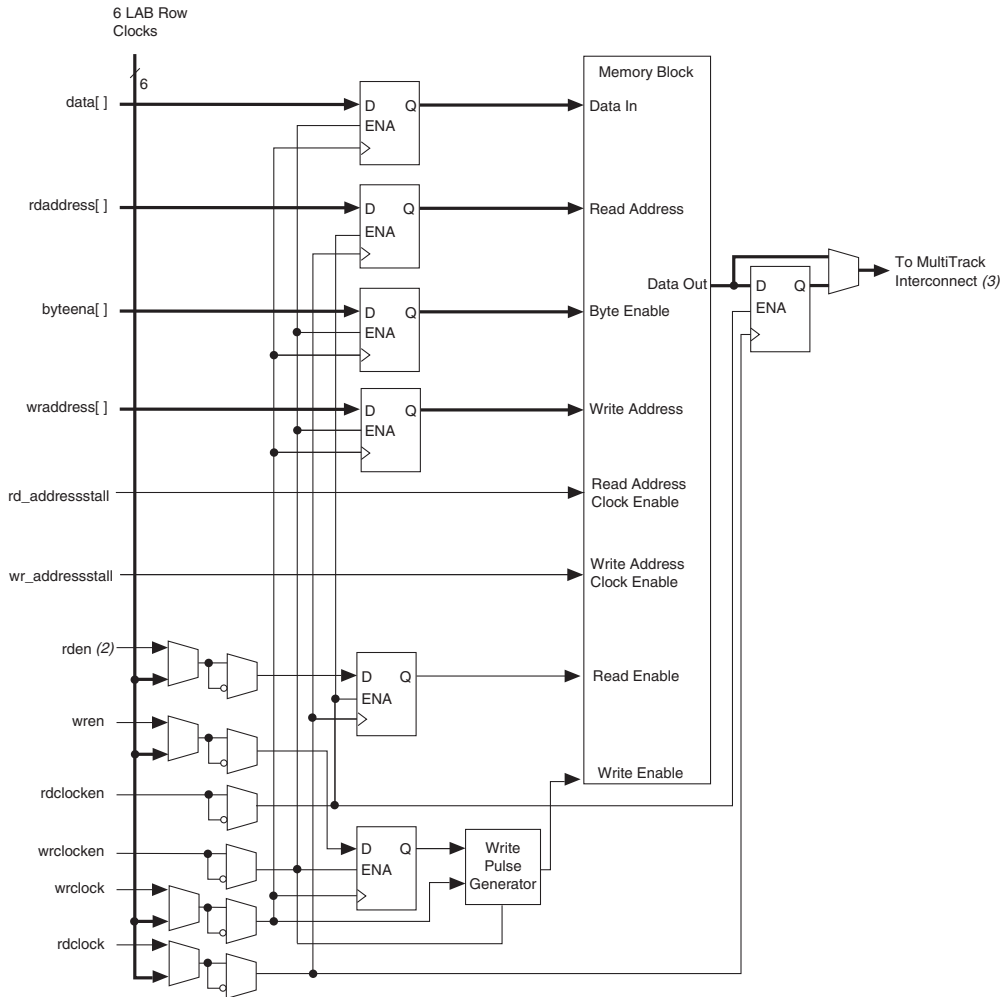 6 LAB Row
Clocks
6
Memory Block
data[ ]
D Q
ENA
Data In
rdaddress[ ]
D Q
ENA
Read Address
To MultiTrack
Interconnect (3)
Data Out
D Q
ENA
byteena[ ]
D Q
ENA
Byte Enable
wraddress[ ]
D Q
ENA
Write Address
rd_addressstall
Read Address
Clock Enable
wr_addressstall
Write Address
Clock Enable
rden (2)
D Q
ENA
Read Enable
wren
Write Enable
rdclocken
wrclocken
D Q
ENA
Write
Pulse
Generator
wrclock
rdclock